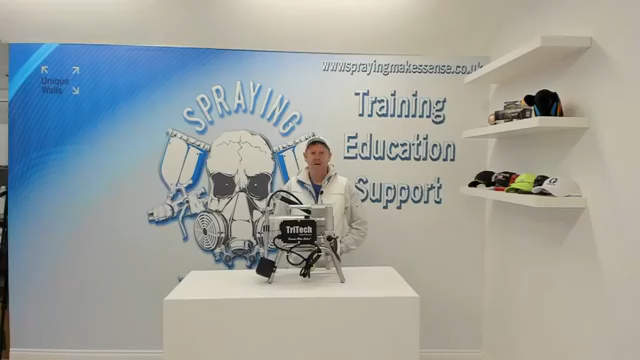 www.sprayingmakessense.co.uk
Unique
Walls
SPRAYING
Training
Education
Support
TriTech